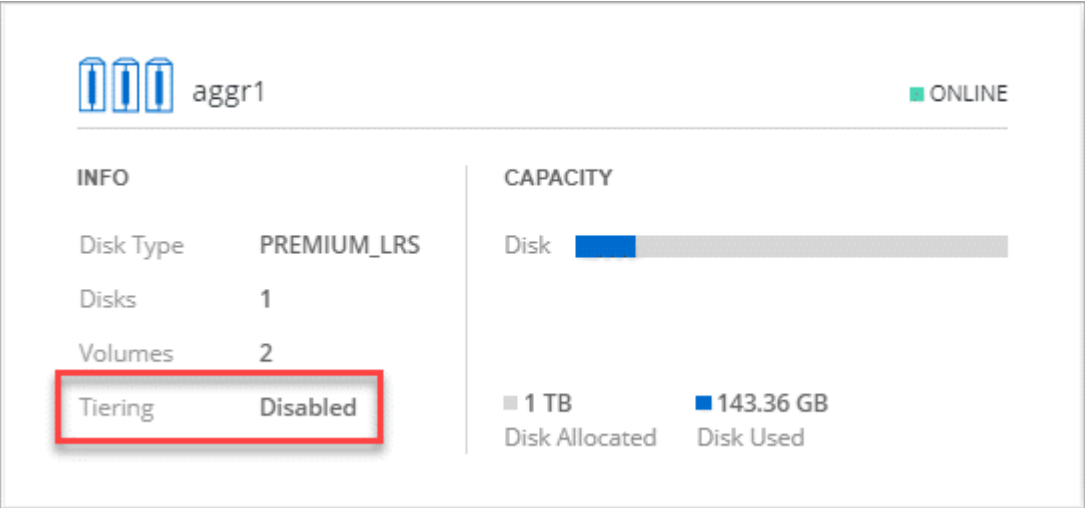 aggr1
ONLINE
INFO
Disk Type PREMIUM_LRS
Disks 1
Volumes 2
Tiering Disabled
CAPACITY
Disk
1 TB
Disk Allocated
143.36 GB
Disk Used